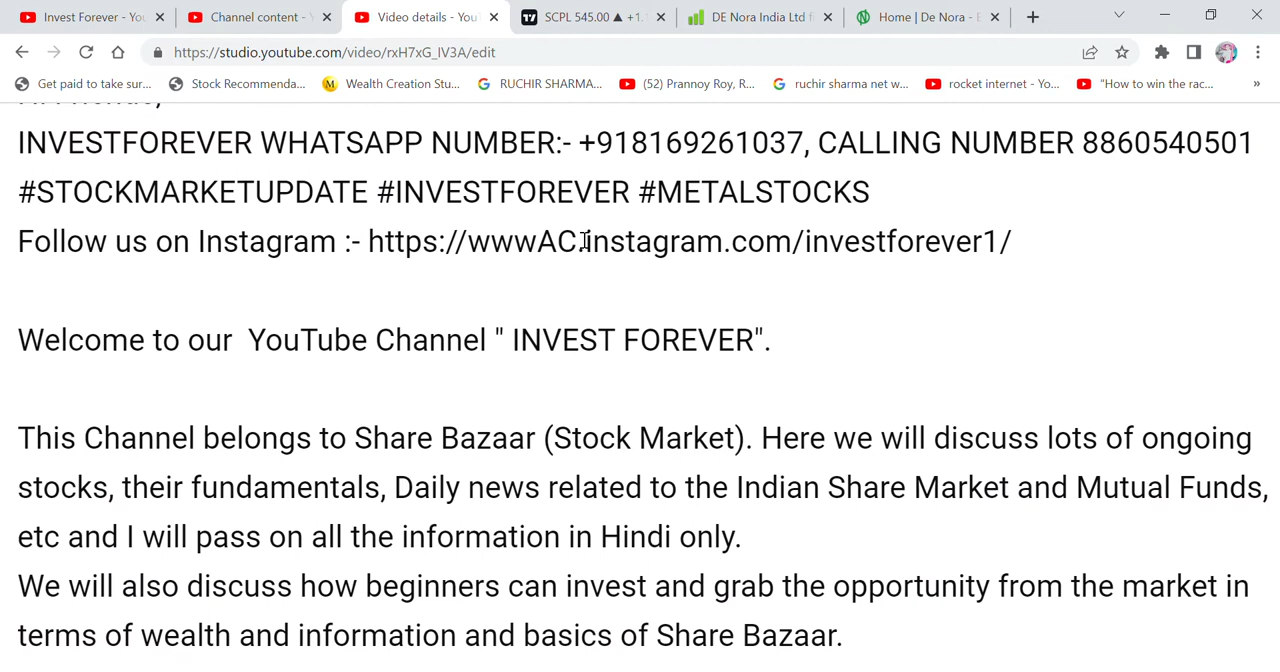 Invest Forever - You
Channel content -
Video details - You
SCPL 545.00 ▲ +1.
DE Nora India Ltd
Home | De Nora -
https://studio.youtube.com/video/rxH7xG_IV3A/edit
Get paid to take sur...
Stock Recommenda...
Wealth Creation Stu...
RUCHIR SHARMA...
(52) Prannoy Roy, R...
ruchir sharma net w...
rocket internet - Yo...
"How to win the rac...
INVESTFOREVER WHATSAPP NUMBER:- +918169261037, CALLING NUMBER 8860540501
#STOCKMARKETUPDATE #INVESTFOREVER #METALSTOCKS
Follow us on Instagram :- https://wwwAC.instagram.com/investforever1/
Welcome to our  YouTube Channel " INVEST FOREVER".
This Channel belongs to Share Bazaar (Stock Market). Here we will discuss lots of ongoing
stocks, their fundamentals, Daily news related to the Indian Share Market and Mutual Funds,
etc and I will pass on all the information in Hindi only.
We will also discuss how beginners can invest and grab the opportunity from the market in
terms of wealth and information and basics of Share Bazaar.